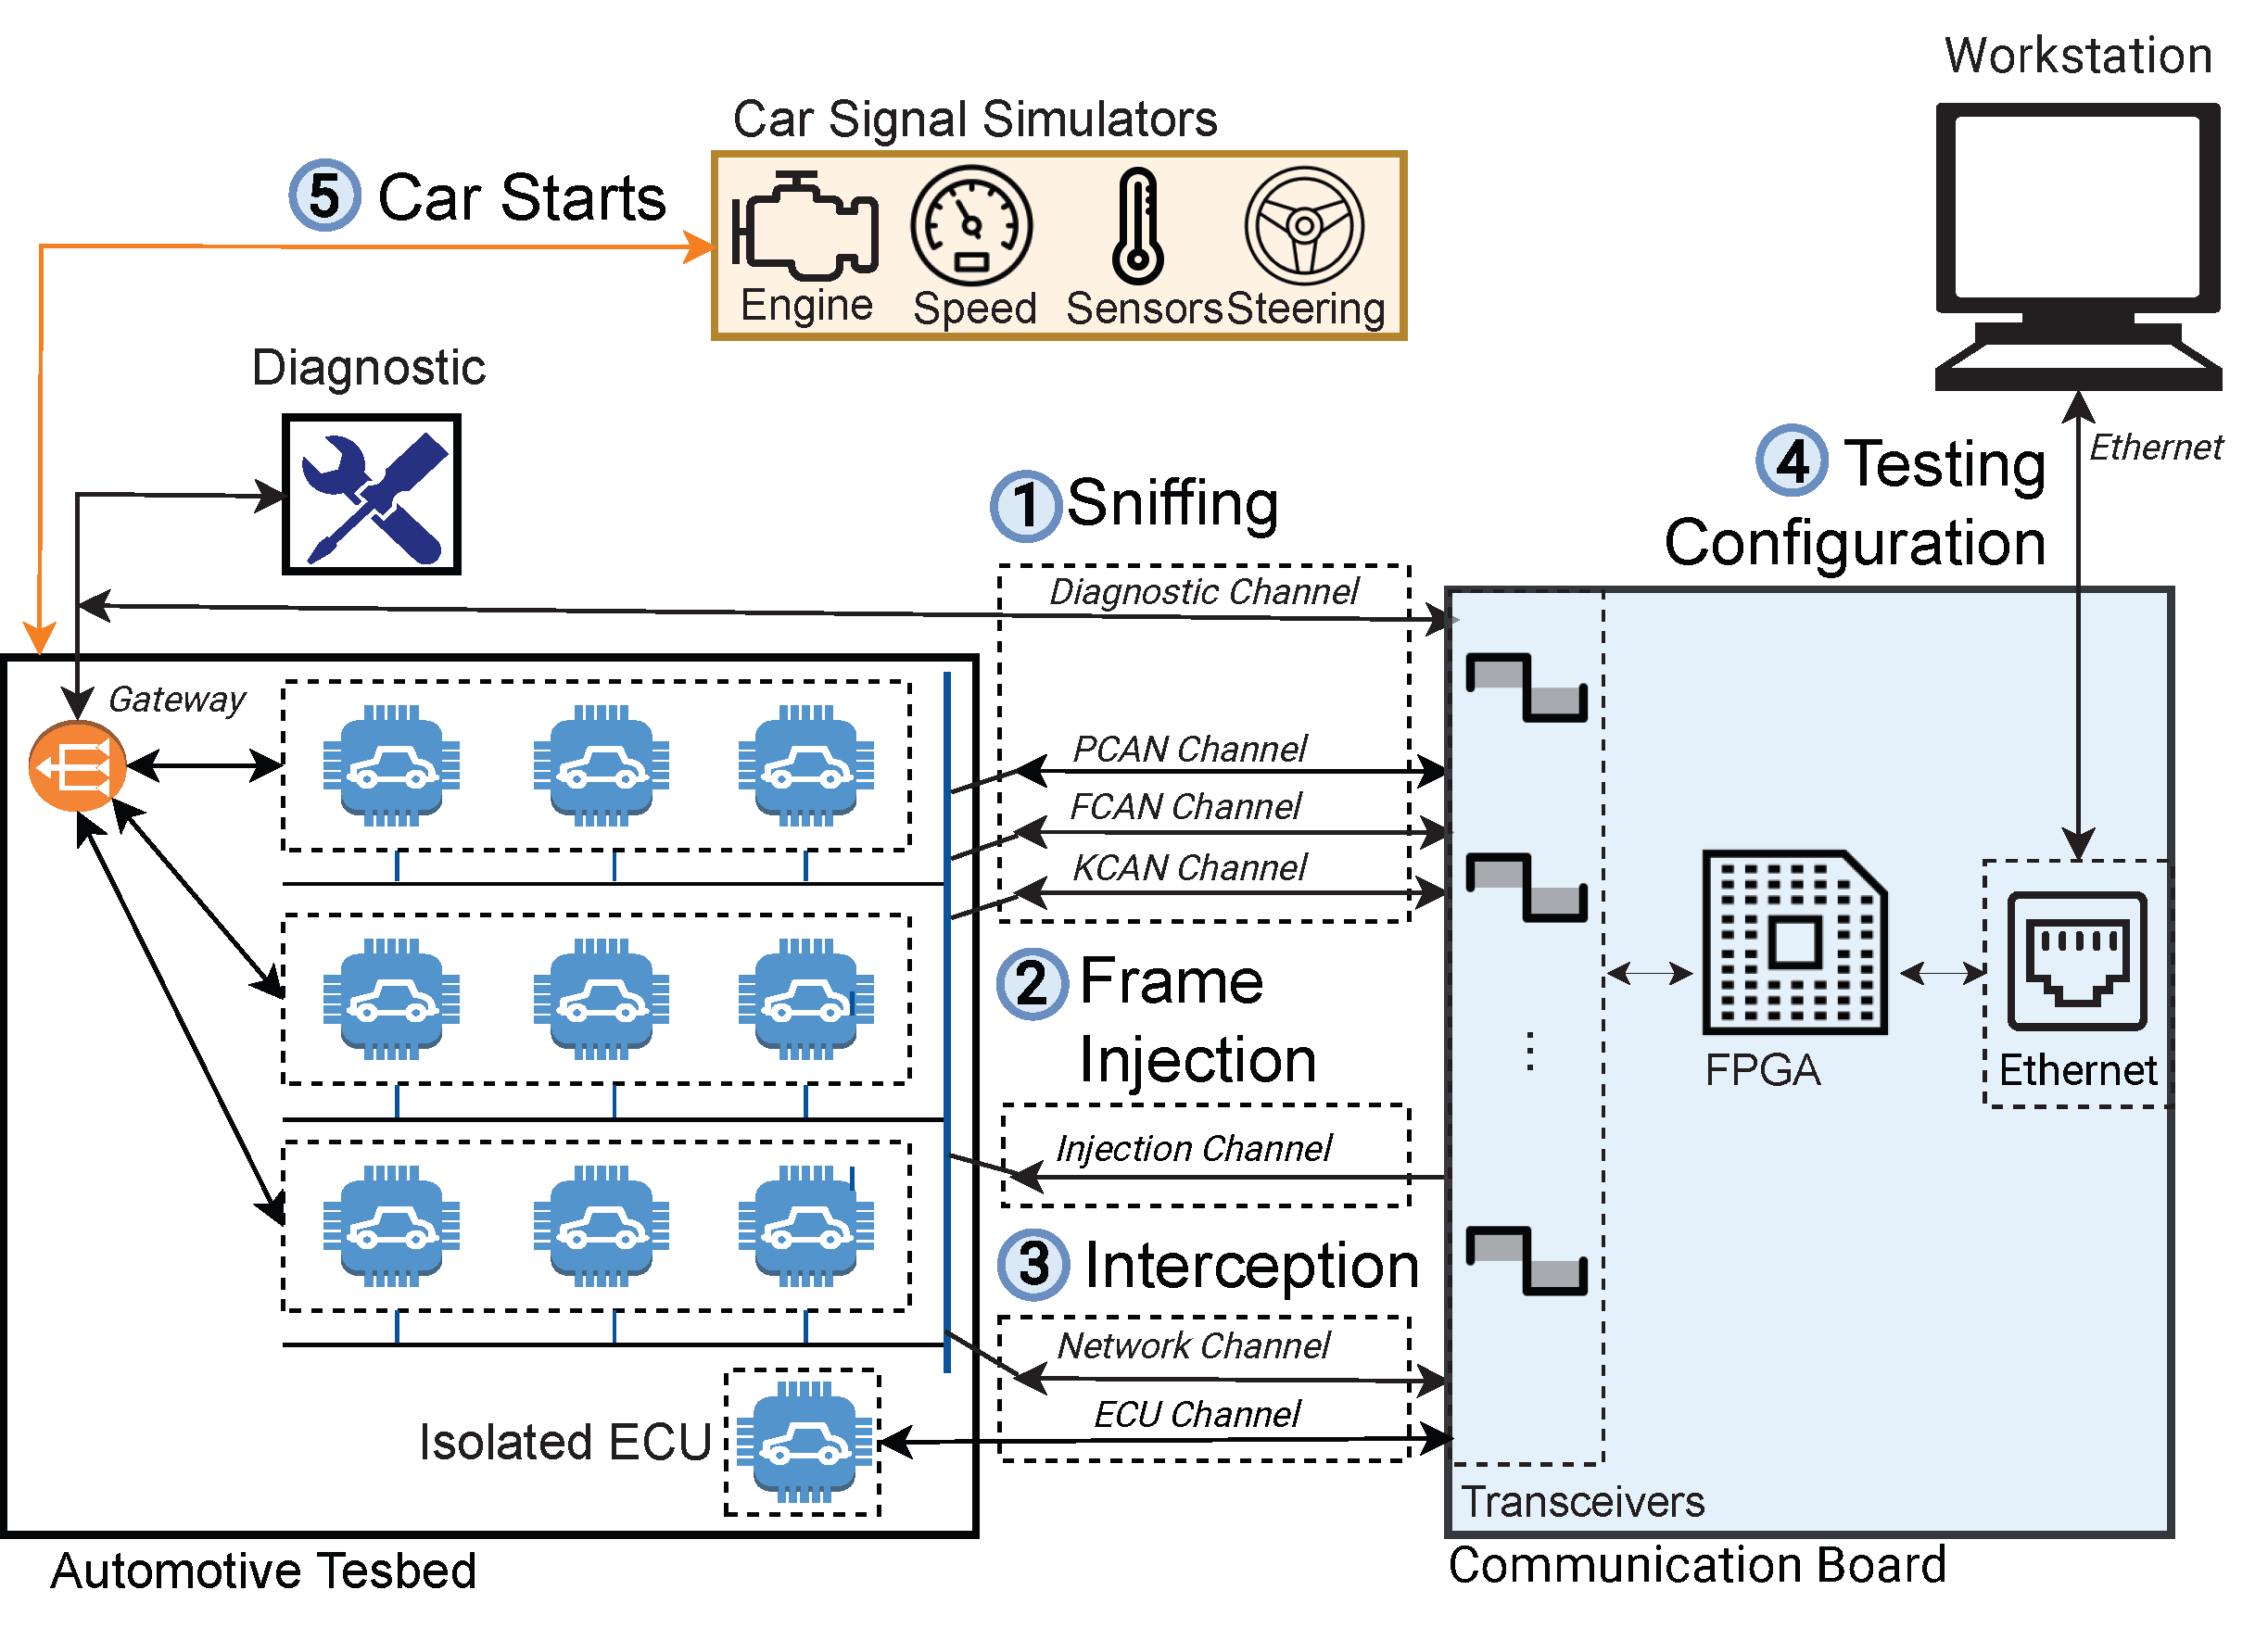 Workstation
Car Signal Simulators
5 Car Starts
Engine
Speed
Sensors
Steering
Diagnostic
Ethernet
4 Testing
Configuration
1 Sniffing
Diagnostic Channel
Gateway
PCAN Channel
FCAN Channel
KCAN Channel
2 Frame
Injection
Injection Channel
3 Interception
Network Channel
ECU Channel
FPGA
Ethernet
Isolated ECU
Transceivers
Automotive Tesbed
Communication Board